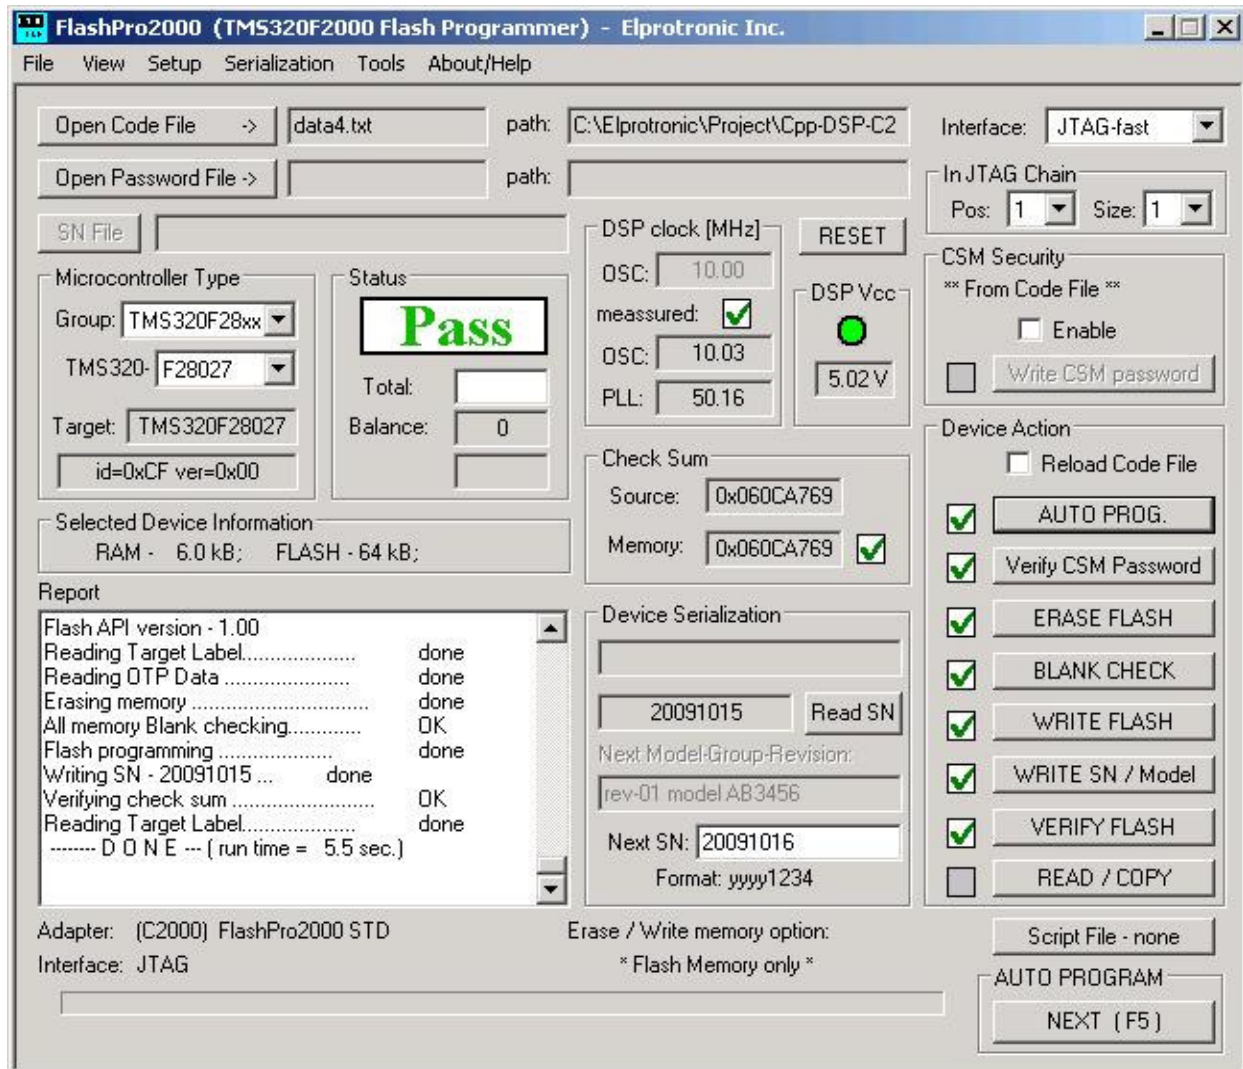 FlashPro2000 (TMS320F2000 Flash Programmer) - Elprotronic Inc.
File View Setup Serialization Tools About/Help
Open Code File -> data4.txt path: C:\Elprotronic\Project\Cpp-DSP-C2
Interface: JTAG-fast
Open Password File -> path:
In JTAG Chain
Pos: 1 Size: 1
SN File
Microcontroller Type
Group: TMS320F28xx
TMS320- F28027
Target: TMS320F28027
id=0xCF ver=0x00
Status
Pass
Total:
Balance: 0
DSP clock [MHz]
OSC: 10.00
meassured:
OSC: 10.03
PLL: 50.16
RESET
DSP Vcc
5.02 V
CSM Security
** From Code File **
Enable
Write CSM password
Selected Device Information
RAM - 6.0 kB; FLASH - 64 kB;
Check Sum
Source: 0x060CA769
Memory: 0x060CA769
Device Action
Reload Code File
AUTO PROG.
Verify CSM Password
ERASE FLASH
BLANK CHECK
WRITE FLASH
WRITE SN / Model
VERIFY FLASH
READ / COPY
Report
Flash API version - 1.00
Reading Target Label.................... done
Reading OTP Data ...................... done
Erasing memory ................................ done
All memory Blank checking............. OK
Flash programming .................... done
Writing SN - 20091015 ... done
Verifying check sum ......................... OK
Reading Target Label.................... done
-------- D O N E --- ( run time = 5.5 sec.)
Device Serialization
20091015 Read SN
Next Model-Group-Revision:
rev-01 model AB3456
Next SN: 20091016
Format: yyyy1234
Adapter: (C2000) FlashPro2000 STD
Interface: JTAG
Erase / Write memory option:
* Flash Memory only *
Script File - none
AUTO PROGRAM
NEXT ( F5 )